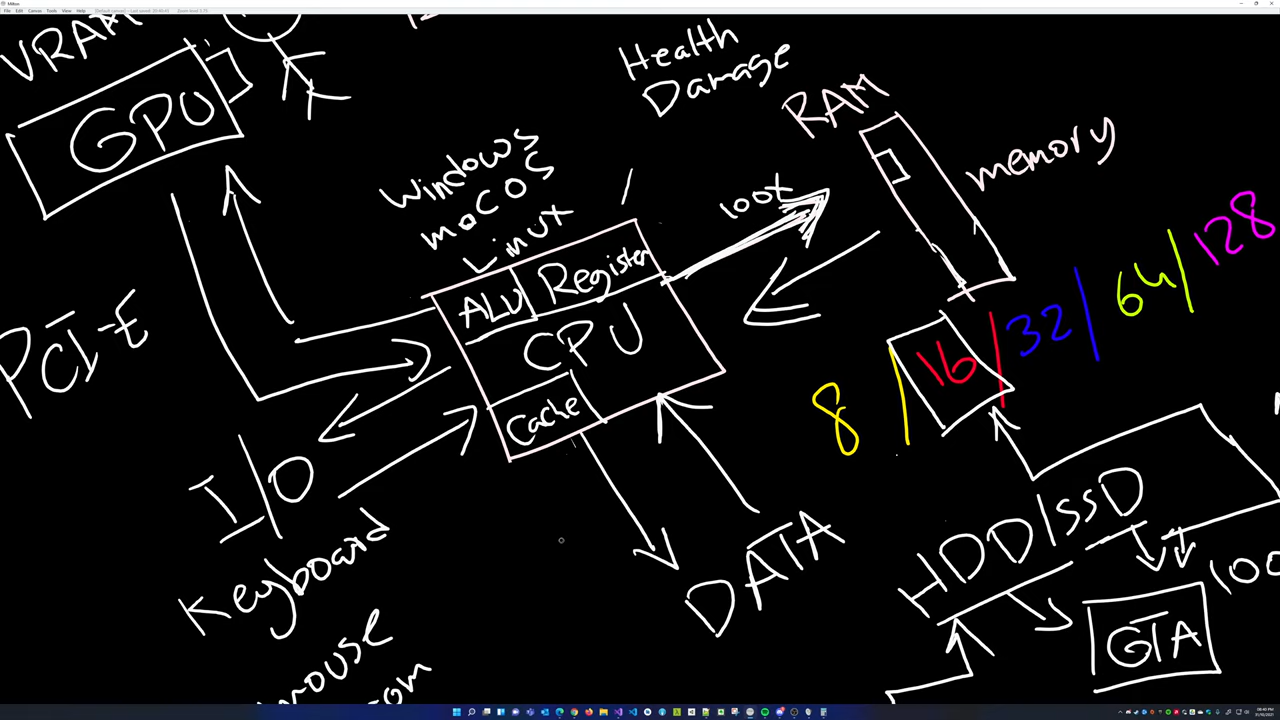 VRAM
GPU
Health
Damage
RAM
memory
Windows
macOS
Linux
100x
ALU
Register
CPU
Cache
PCI-E
8/16/32/64/128
I/O
Keyboard
mouse
DATA
HDD/SSD
100
GTA